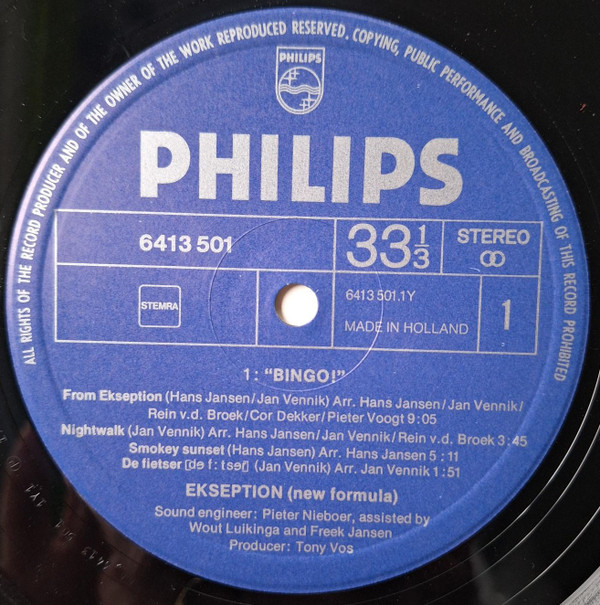 ALL RIGHTS OF THE RECORD PRODUCER AND OF THE OWNER OF THE WORK REPRODUCED RESERVED. COPYING, PUBLIC PERFORMANCE AND BROADCASTING OF THIS RECORD PROHIBITED
PHILIPS
PHILIPS
6413 501
33 1/3
STEREO
STEMRA
6413 501.1Y
MADE IN HOLLAND
1
1: “BINGO!”
From Ekseption (Hans Jansen/Jan Vennik) Arr. Hans Jansen/Jan Vennik/
Rein v.d. Broek/Cor Dekker/Pieter Voogt 9:05
Nightwalk (Jan Vennik) Arr. Hans Jansen/Jan Vennik/Rein v.d. Broek 3:45
Smokey sunset (Hans Jansen) Arr. Hans Jansen 5:11
De fietser [də f:tsər] (Jan Vennik) Arr. Jan Vennik 1:51
EKSEPTION (new formula)
Sound engineer: Pieter Nieboer, assisted by
Wout Luikinga and Freek Jansen
Producer: Tony Vos